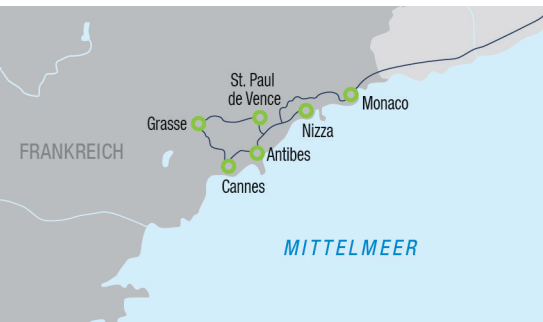 St. Paul
de Vence
Monaco
Grasse
Nizza
FRANKREICH
Antibes
Cannes
MITTELMEER